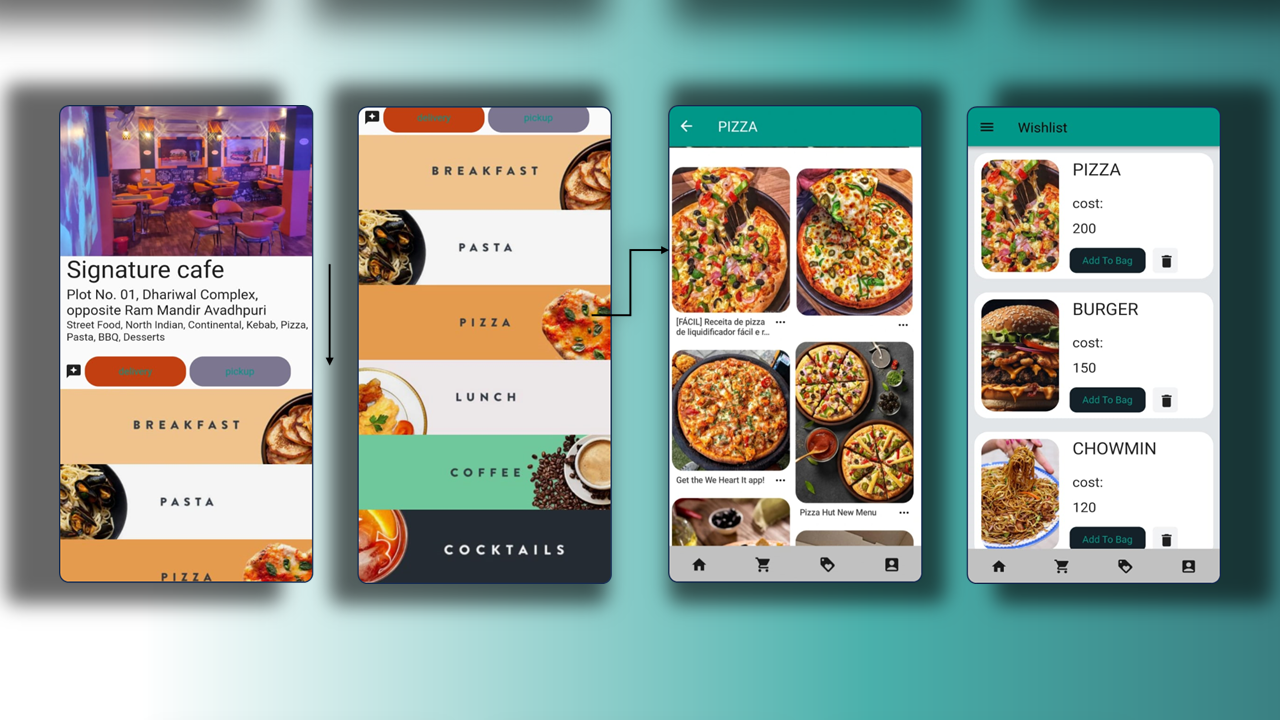 Signature cafe
Plot No. 01, Dhariwal Complex,
opposite Ram Mandir Avadhpuri
Street Food, North Indian, Continental, Kebab, Pizza,
Pasta, BBQ, Desserts
delivery pickup
BREAKFAST
PASTA
PIZZA
delivery pickup
BREAKFAST
PASTA
PIZZA
LUNCH
COFFEE
COCKTAILS
PIZZA
[FÁCIL] Receita de pizza
de liquidificador fácil e r...
Get the We Heart It app!
Pizza Hut New Menu
Wishlist
PIZZA
cost:
200
Add To Bag
BURGER
cost:
150
Add To Bag
CHOWMIN
cost:
120
Add To Bag